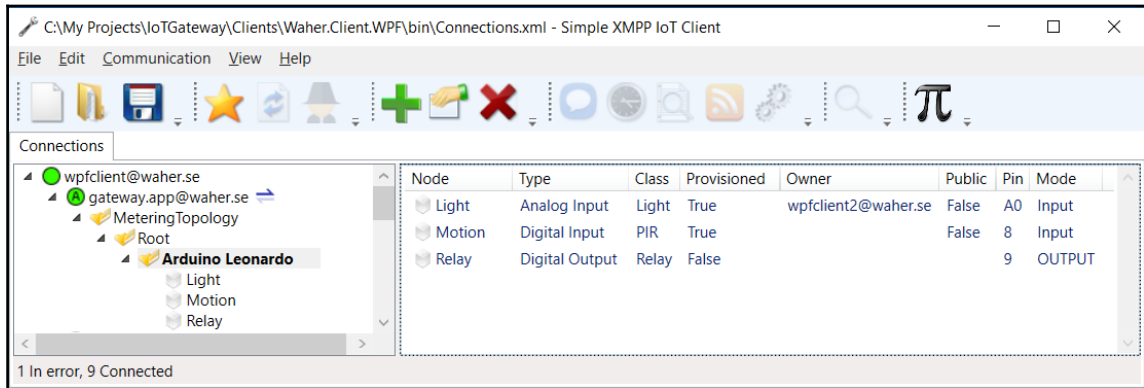 C:\My Projects\IoTGateway\Clients\Waher.Client.WPF\bin\Connections.xml - Simple XMPP IoT Client
File Edit Communication View Help
π
Connections
wpfclient@waher.se
A gateway.app@waher.se
MeteringTopology
Root
Arduino Leonardo
Light
Motion
Relay
Node Type Class Provisioned Owner Public Pin Mode
Light Analog Input Light True wpfclient2@waher.se False A0 Input
Motion Digital Input PIR True False 8 Input
Relay Digital Output Relay False 9 OUTPUT
1 In error, 9 Connected